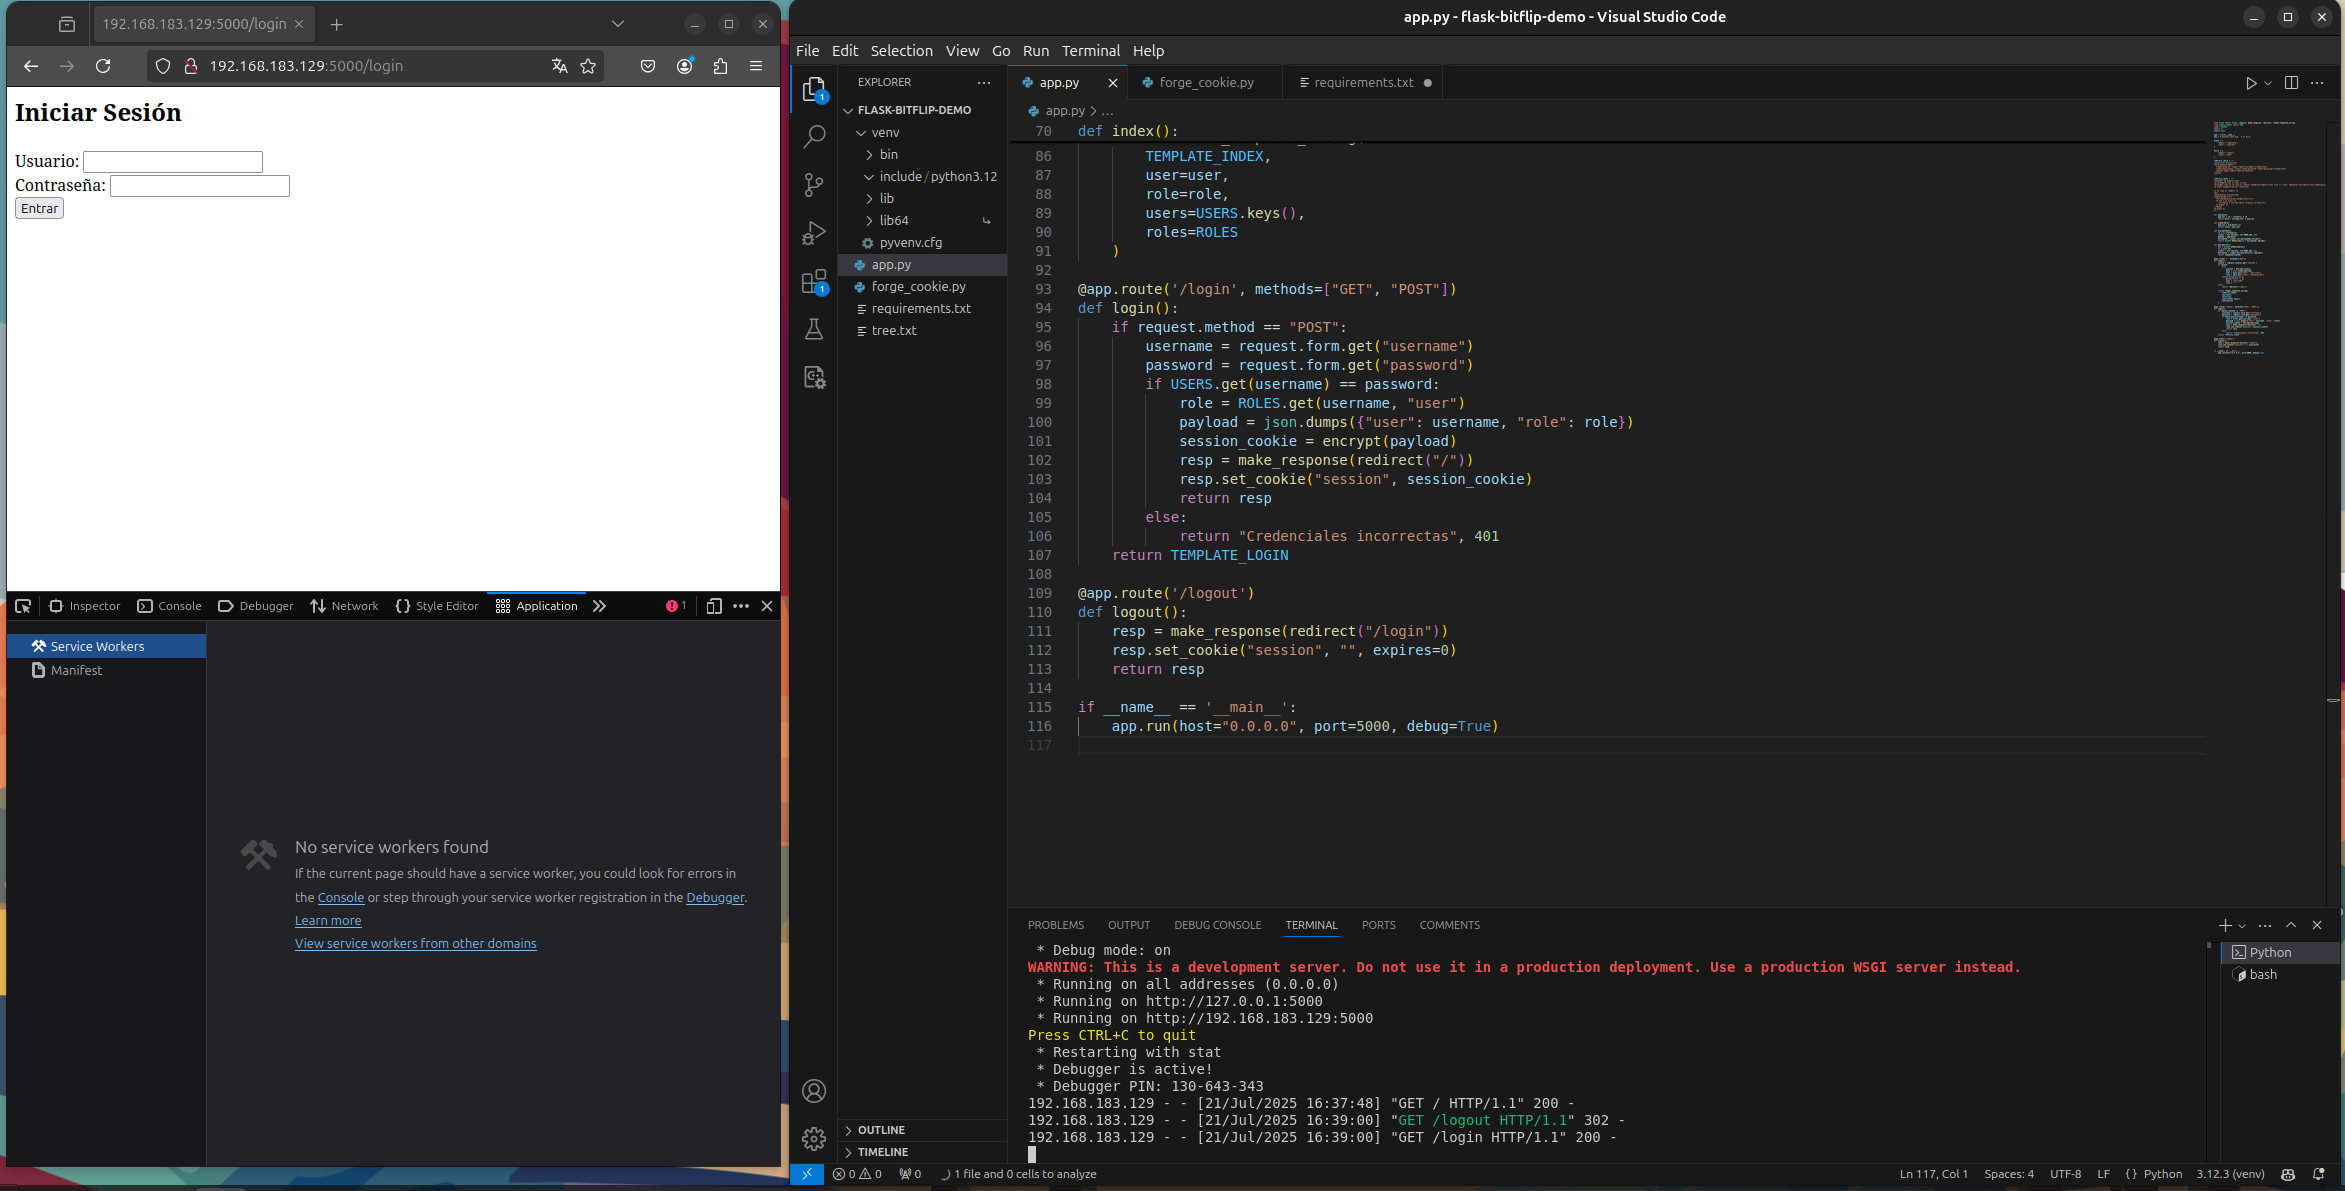 192.168.183.129:5000/login
192.168.183.129:5000/login
Iniciar Sesión
Usuario:
Contraseña:
Entrar
Inspector
Console
Debugger
Network
Style Editor
Application
1
Service Workers
Manifest
No service workers found
If the current page should have a service worker, you could look for errors in
the Console or step through your service worker registration in the Debugger.
Learn more
View service workers from other domains
app.py - flask-bitflip-demo - Visual Studio Code
File Edit Selection View Go Run Terminal Help
1
1
EXPLORER
FLASK-BITFLIP-DEMO
venv
bin
include / python3.12
lib
lib64
pyvenv.cfg
app.py
forge_cookie.py
requirements.txt
tree.txt
OUTLINE
TIMELINE
app.py
forge_cookie.py
requirements.txt
app.py > ...
70 def index():
86 TEMPLATE_INDEX,
87 user=user,
88 role=role,
89 users=USERS.keys(),
90 roles=ROLES
91 )
92
93 @app.route('/login', methods=["GET", "POST"])
94 def login():
95 if request.method == "POST":
96 username = request.form.get("username")
97 password = request.form.get("password")
98 if USERS.get(username) == password:
99 role = ROLES.get(username, "user")
100 payload = json.dumps({"user": username, "role": role})
101 session_cookie = encrypt(payload)
102 resp = make_response(redirect("/"))
103 resp.set_cookie("session", session_cookie)
104 return resp
105 else:
106 return "Credenciales incorrectas", 401
107 return TEMPLATE_LOGIN
108
109 @app.route('/logout')
110 def logout():
111 resp = make_response(redirect("/login"))
112 resp.set_cookie("session", "", expires=0)
113 return resp
114
115 if __name__ == '__main__':
116 app.run(host="0.0.0.0", port=5000, debug=True)
117
PROBLEMS OUTPUT DEBUG CONSOLE TERMINAL PORTS COMMENTS
* Debug mode: on
WARNING: This is a development server. Do not use it in a production deployment. Use a production WSGI server instead.
* Running on all addresses (0.0.0.0)
* Running on http://127.0.0.1:5000
* Running on http://192.168.183.129:5000
Press CTRL+C to quit
* Restarting with stat
* Debugger is active!
* Debugger PIN: 130-643-343
192.168.183.129 - - [21/Jul/2025 16:37:48] "GET / HTTP/1.1" 200 -
192.168.183.129 - - [21/Jul/2025 16:39:00] "GET /logout HTTP/1.1" 302 -
192.168.183.129 - - [21/Jul/2025 16:39:00] "GET /login HTTP/1.1" 200 -
Python
bash
0 0 0 1 file and 0 cells to analyze
Ln 117, Col 1 Spaces: 4 UTF-8 LF {} Python 3.12.3 (venv)